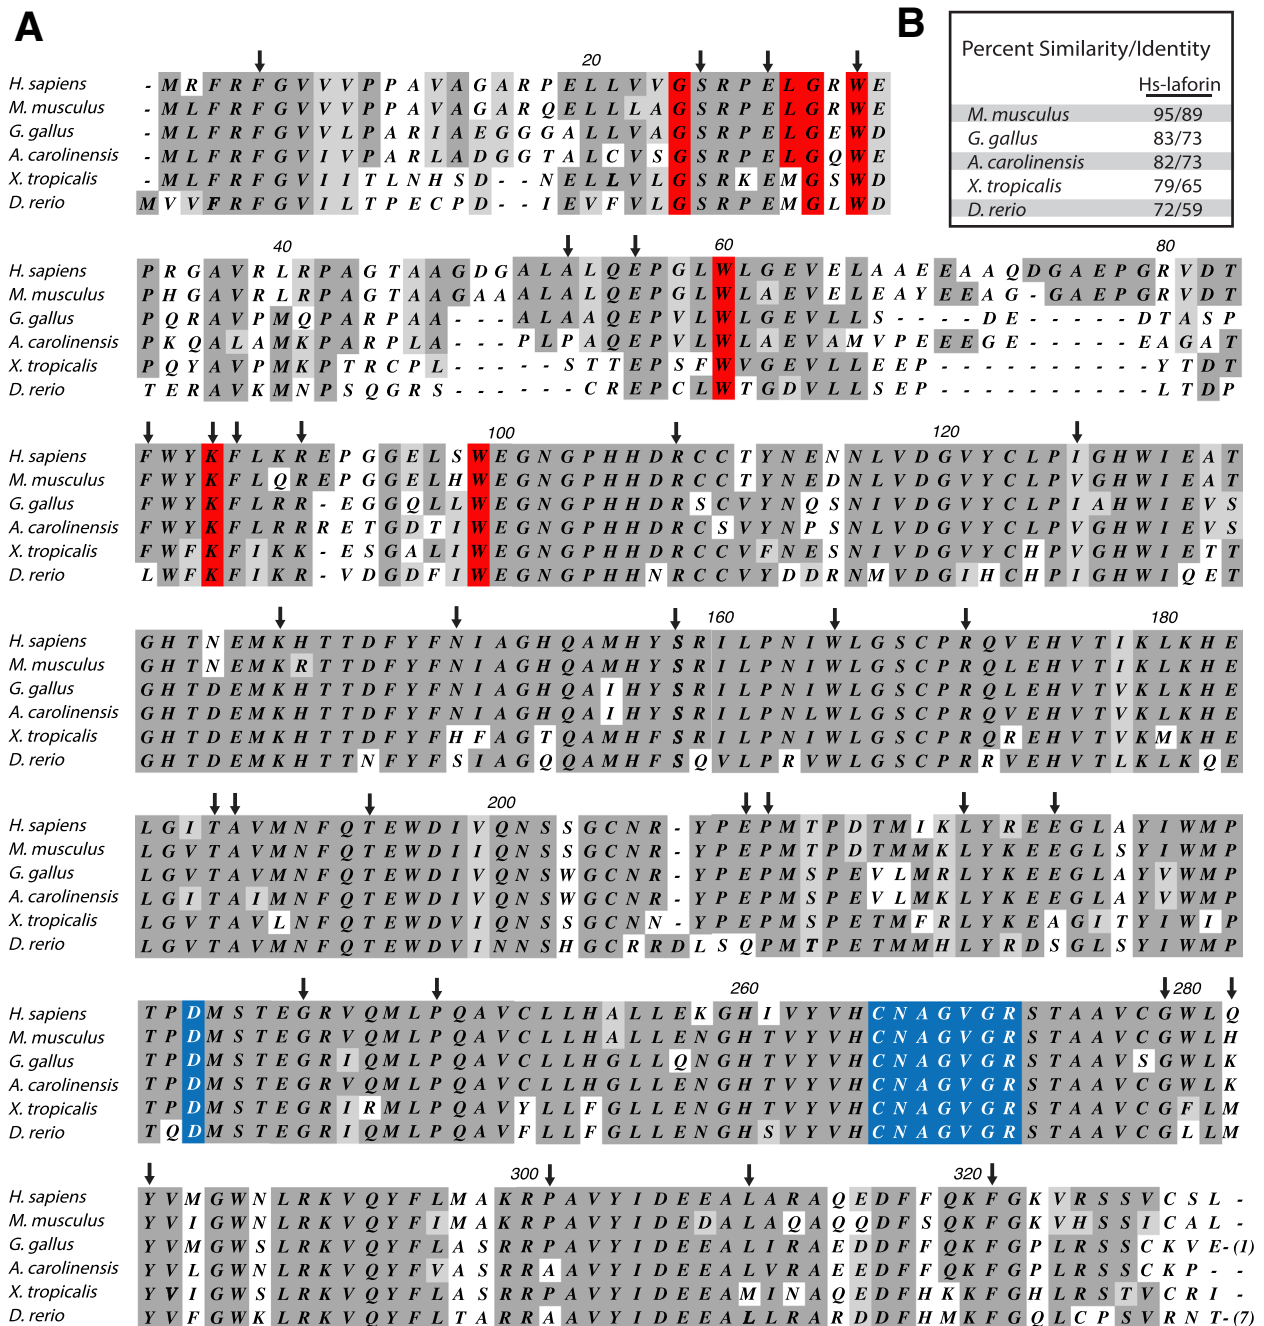 A
B
Percent Similarity/Identity
Hs-laforin
M. musculus 95/89
G. gallus 83/73
A. carolinensis 82/73
X. tropicalis 79/65
D. rerio 72/59
20
H. sapiens - M R F R F G V V V P P A V A G A R P E L L V V G S R P E L G R W E
M. musculus - M L F R F G V V V P P A V A G A R Q E L L L A G S R P E L G R W E
G. gallus - M L F R F G V V L P A R I A E G G G A L L V A G S R P E L G E W D
A. carolinensis - M L F R F G V I V P A R L A D G G T A L C V S G S R P E L G Q W E
X. tropicalis - M L F R F G V I I T L N H S D - - N E L L V L G S R K E M G S W D
D. rerio M V V F R F G V I L T P E C P D - - I E V F V L G S R P E M G L W D
40 60 80
H. sapiens P R G A V R L R P A G T A A G D G A L A L Q E P G L W L G E V E L A A E E A A Q D G A E P G R V D T
M. musculus P H G A V R L R P A G T A A G A A A L A L Q E P G L W L A E V E L E A Y E E A G - G A E P G R V D T
G. gallus P Q R A V P M Q P A R P A A - - - A L A A Q E P V L W L G E V L L S - - - - D E - - - - - D T A S P
A. carolinensis P K Q A L A M K P A R P L A - - - P L P A Q E P V L W L A E V A M V P E E E G E - - - - - E A G A T
X. tropicalis P Q Y A V P M K P T R C P L - - - - - S T T E P S F W V G E V L L E E P - - - - - - - - - - Y T D T
D. rerio T E R A V K M N P S Q G R S - - - - - - C R E P C L W T G D V L L S E P - - - - - - - - - - L T D P
100 120
H. sapiens F W Y K F L K R E P G G E L S W E G N G P H H D R C C T Y N E N N L V D G V Y C L P I G H W I E A T
M. musculus F W Y K F L Q R E P G G E L H W E G N G P H H D R C C T Y N E D N L V D G V Y C L P V G H W I E A T
G. gallus F W Y K F L R R - E G G Q L L W E G N G P H H D R S C V Y N Q S N I V D G V Y C L P I A H W I E V S
A. carolinensis F W Y K F L R R R E T G D T I W E G N G P H H D R C S V Y N P S N L V D G V Y C L P V G H W I E V S
X. tropicalis F W F K F I K K - E S G A L I W E G N G P H H D R C C V F N E S N I V D G V Y C H P V G H W I E T T
D. rerio L W F K F I K R - V D G D F I W E G N G P H H N R C C V Y D D R N M V D G I H C H P I G H W I Q E T
160 180
H. sapiens G H T N E M K H T T D F Y F N I A G H Q A M H Y S R I L P N I W L G S C P R Q V E H V T I K L K H E
M. musculus G H T N E M K R T T D F Y F N I A G H Q A M H Y S R I L P N I W L G S C P R Q L E H V T I K L K H E
G. gallus G H T D E M K H T T D F Y F N I A G H Q A I H Y S R I L P N I W L G S C P R Q L E H V T V K L K H E
A. carolinensis G H T D E M K H T T D F Y F N I A G H Q A I H Y S R I L P N L W L G S C P R Q V E H V T V K L K H E
X. tropicalis G H T D E M K H T T D F Y F H F A G T Q A M H F S R I L P N I W L G S C P R Q R E H V T V K M K H E
D. rerio G H T D E M K H T T N F Y F S I A G Q Q A M H F S Q V L P R V W L G S C P R R V E H V T L K L K Q E
200
H. sapiens L G I T A V M N F Q T E W D I V Q N S S G C N R - Y P E P M T P D T M I K L Y R E E G L A Y I W M P
M. musculus L G V T A V M N F Q T E W D I I Q N S S G C N R - Y P E P M T P D T M M K L Y K E E G L S Y I W M P
G. gallus L G V T A V M N F Q T E W D I V Q N S W G C N R - Y P E P M S P E V L M R L Y K E E G L A Y V W M P
A. carolinensis L G I T A I M N F Q T E W D I V Q N S W G C N R - Y P E P M S P E V L M K L Y K E E G L A Y V W M P
X. tropicalis L G V T A V L N F Q T E W D V I Q N S S G C N N - Y P E P M S P E T M F R L Y K E A G I T Y I W I P
D. rerio L G V T A V M N F Q T E W D V I N N S H G C R R D L S Q P M T P E T M M H L Y R D S G L S Y I W M P
260 280
H. sapiens T P D M S T E G R V Q M L P Q A V C L L H A L L E K G H I V Y V H C N A G V G R S T A A V C G W L Q
M. musculus T P D M S T E G R V Q M L P Q A V C L L H A L L E N G H T V Y V H C N A G V G R S T A A V C G W L H
G. gallus T P D M S T E G R I Q M L P Q A V C L L H G L L Q N G H T V Y V H C N A G V G R S T A A V C S G W L K
A. carolinensis T P D M S T E G R V Q M L P Q A V C L L H G L L E N G H T V Y V H C N A G V G R S T A A V C G W L K
X. tropicalis T P D M S T E G R I R M L P Q A V Y L L F G L L E N G H T V Y V H C N A G V G R S T A A V C G F L M
D. rerio T Q D M S T E G R I Q M L P Q A V F L L F G L L E N G H S V Y V H C N A G V G R S T A A V C G L L M
300 320
H. sapiens Y V M G W N L R K V Q Y F L M A K R P A V Y I D E E A L A R A Q E D F F Q K F G K V R S S V C S L -
M. musculus Y V I G W N L R K V Q Y F I M A K R P A V Y I D E D A L A Q A Q Q D F S Q K F G K V H S S I C A L -
G. gallus Y V M G W S L R K V Q Y F L A S R R P A V Y I D E E A L I R A E D D F F Q K F G P L R S S C K V E- (1)
A. carolinensis Y V L G W N L R K V Q Y F V A S R R A A V Y I D E E A L V R A E E D F F Q K F G P L R S S C K P - -
X. tropicalis Y V I G W S L R K V Q Y F L A S R R P A V Y I D E E A M I N A Q E D F H K K F G H L R S T V C R I -
D. rerio Y V F G W K L R K V Q Y F L T A R R A A V Y I D E E A L L R A R D D F H M K F G Q L C P S V R N T- (7)